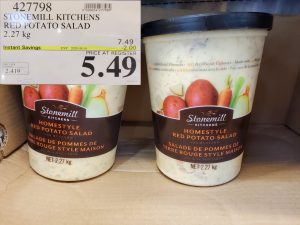 427798
STONEMILL KITCHENS
RED POTATO SALAD
2.27 kg
7.49
Instant Savings
2.00
PRICE AT REGISTER
5.49
2.419
Stonemill
KITCHENS
HOMESTYLE
RED POTATO SALAD
SALADE DE POMMES DE
TERRE ROUGE STYLE MAISON
NET 2.27 kg
Stonemill
KITCHENS
HOMESTYLE
RED POTATO SALAD
SALADE DE POMMES DE
TERRE ROUGE STYLE MAISON
NET 2.27 kg